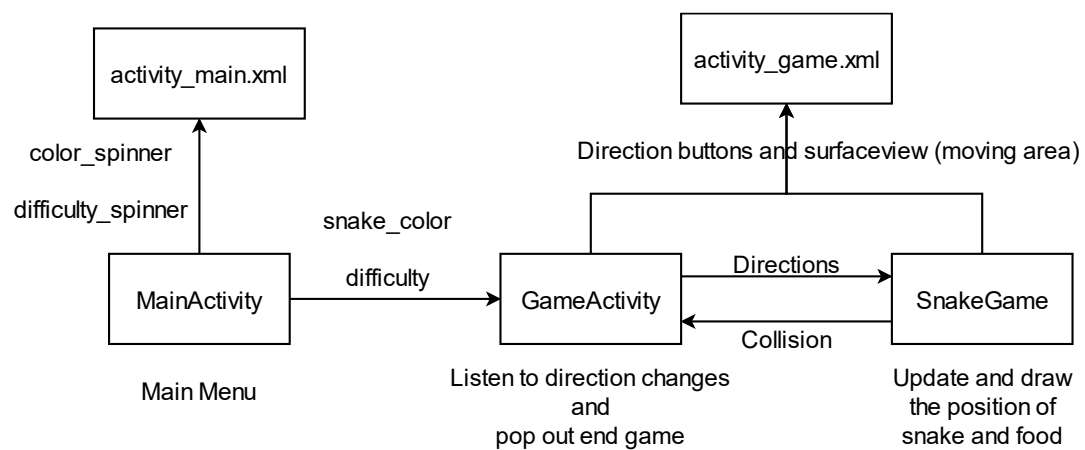 activity_main.xml
activity_game.xml
color_spinner
difficulty_spinner
Direction buttons and surfaceview (moving area)
snake_color
difficulty
Directions
MainActivity
GameActivity
SnakeGame
Collision
Main Menu
Listen to direction changes
and
pop out end game
Update and draw
the position of
snake and food